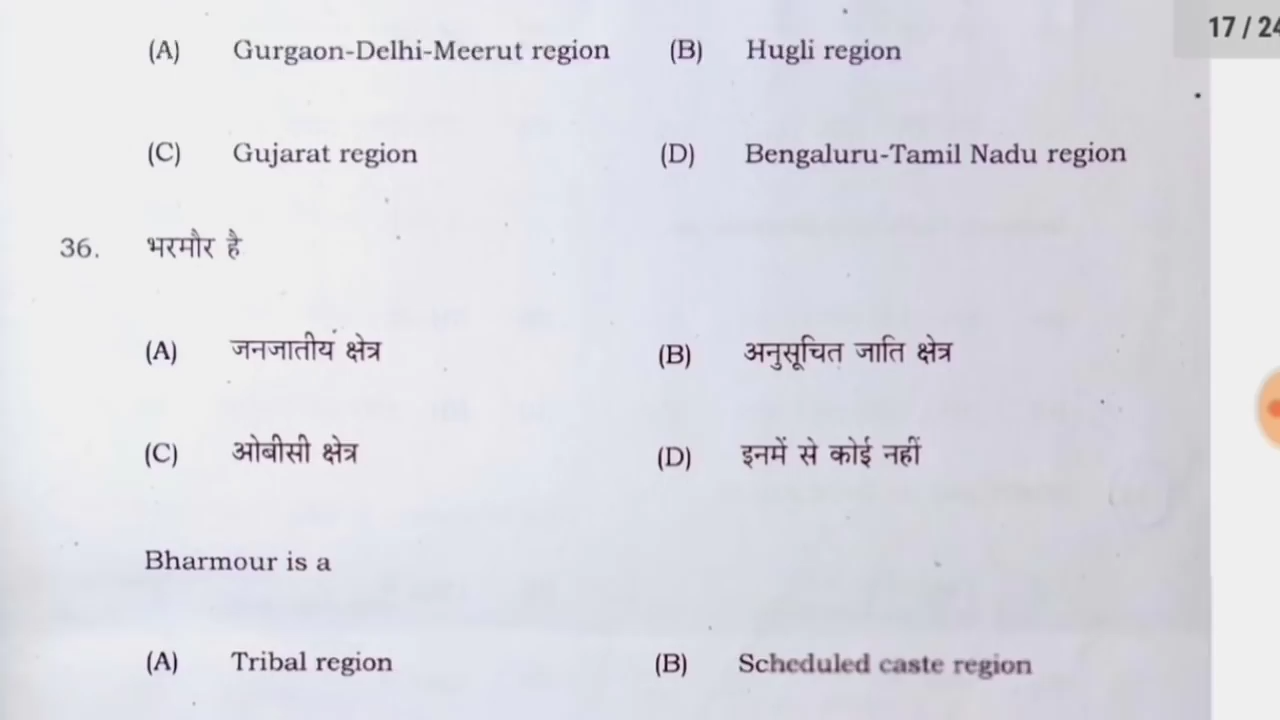 17 / 24
(A) Gurgaon-Delhi-Meerut region (B) Hugli region
(C) Gujarat region (D) Bengaluru-Tamil Nadu region
36. भरमौर है
(A) जनजातीय क्षेत्र (B) अनुसूचित जाति क्षेत्र
(C) ओबीसी क्षेत्र (D) इनमें से कोई नहीं
Bharmour is a
(A) Tribal region (B) Scheduled caste region